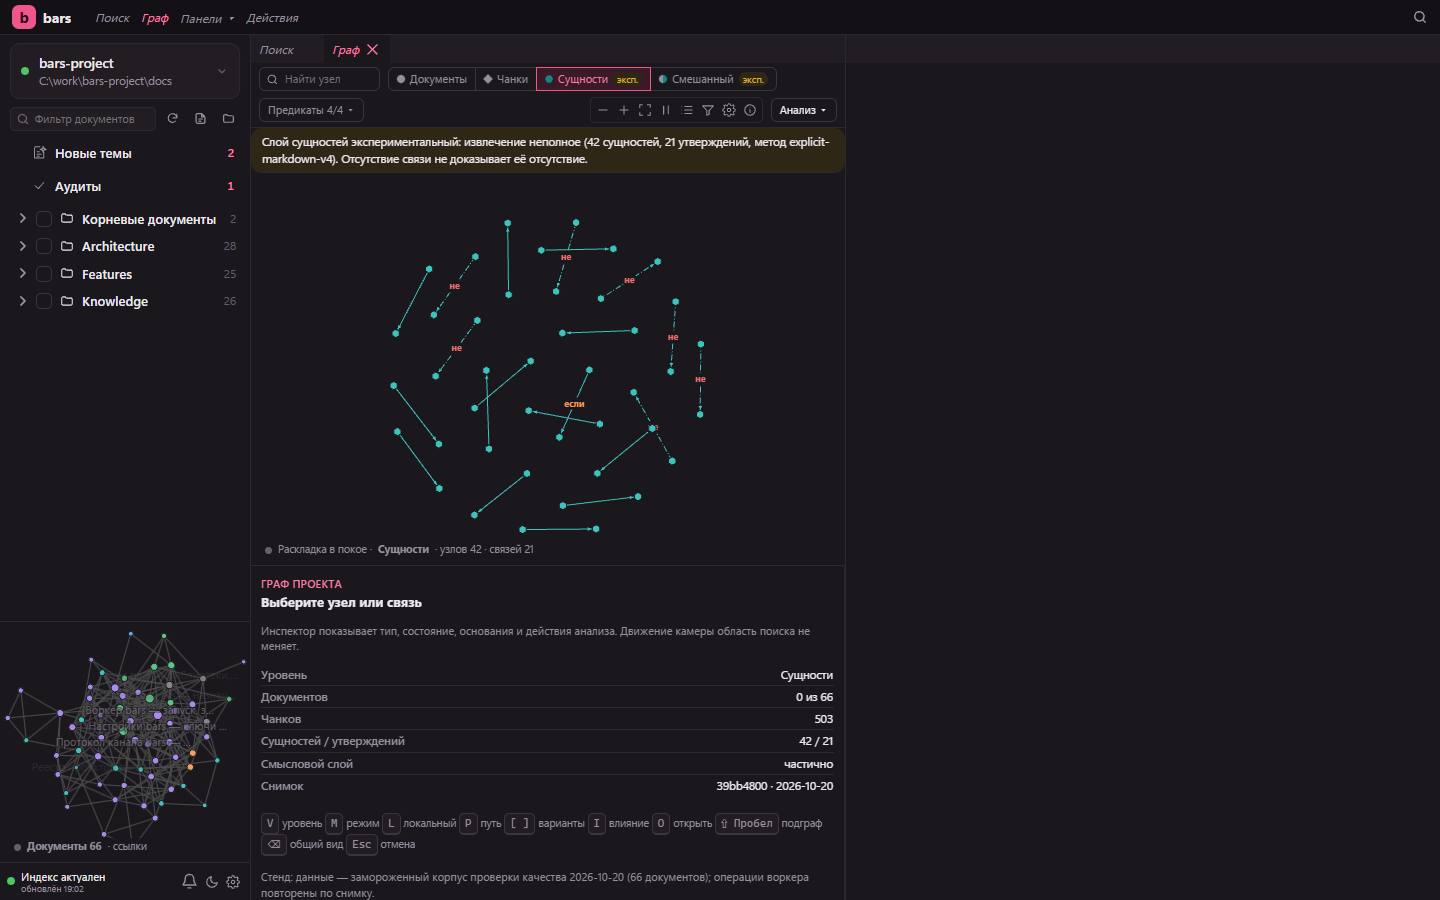 b bars Поиск Граф Панели Действия
bars-project
C:\work\bars-project\docs
Фильтр документов
Новые темы 2
Аудиты 1
Корневые документы 2
Architecture 28
Features 25
Knowledge 26
Документы 66 · ссылки
Индекс актуален
обновлён 19:02
Поиск Граф
Найти узел Документы Чанки Сущности эксп. Смешанный эксп.
Предикаты 4/4 Анализ
Слой сущностей экспериментальный: извлечение неполное (42 сущностей, 21 утверждений, метод explicit-
markdown-v4). Отсутствие связи не доказывает её отсутствие.
не
не
не
не
не
не
если
Раскладка в покое · Сущности · узлов 42 · связей 21
ГРАФ ПРОЕКТА
Выберите узел или связь
Инспектор показывает тип, состояние, основания и действия анализа. Движение камеры область поиска не
меняет.
Уровень Сущности
Документов 0 из 66
Чанков 503
Сущностей / утверждений 42 / 21
Смысловой слой частично
Снимок 39bb4800 · 2026-10-20
V уровень M режим L локальный P путь [ ] варианты I влияние O открыть ⇧ Пробел подграф
⌫ общий вид Esc отмена
Стенд: данные — замороженный корпус проверки качества 2026-10-20 (66 документов); операции воркера
повторены по снимку.